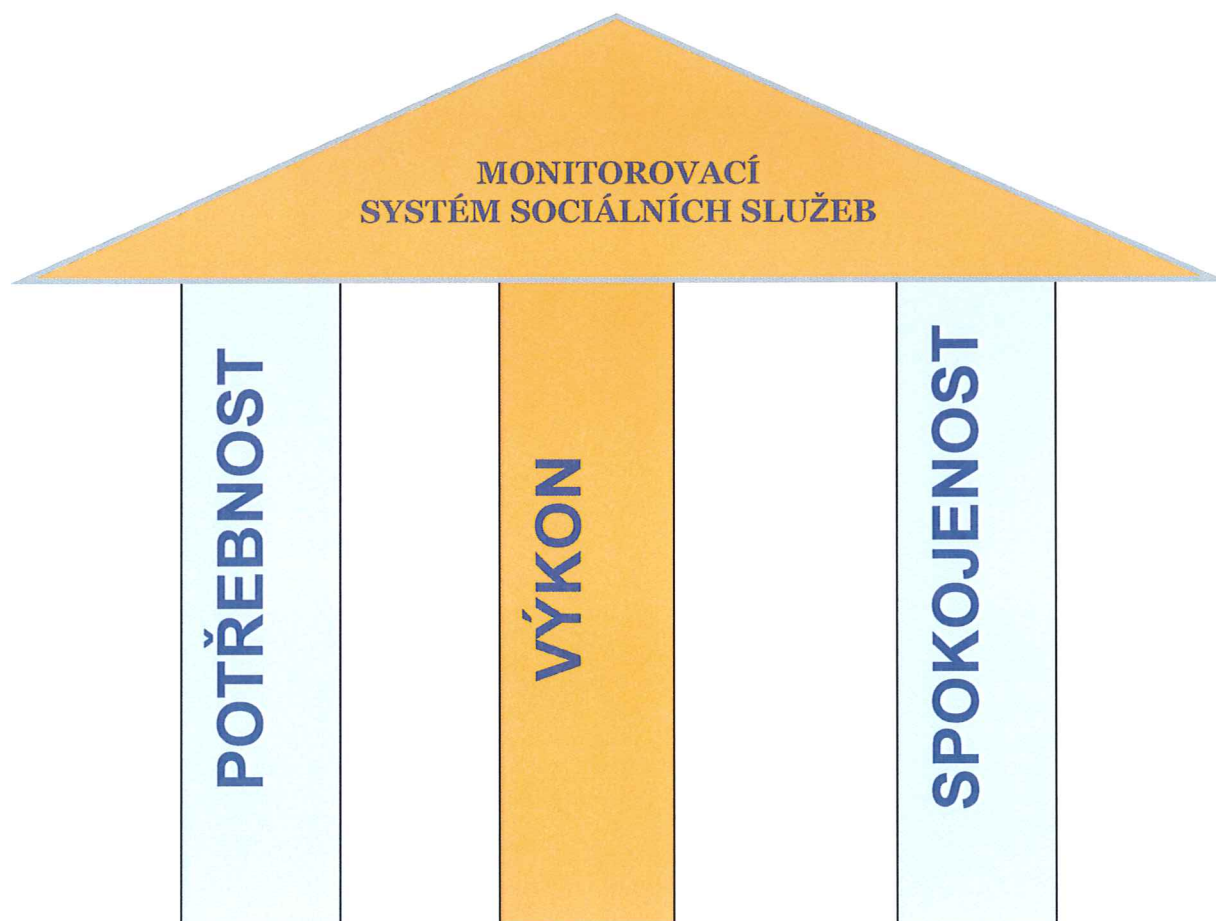 MONITOROVACÍ
SYSTÉM SOCIÁLNÍCH SLUŽEB
POTŘEBNOST
VÝKON
SPOKOJENOST